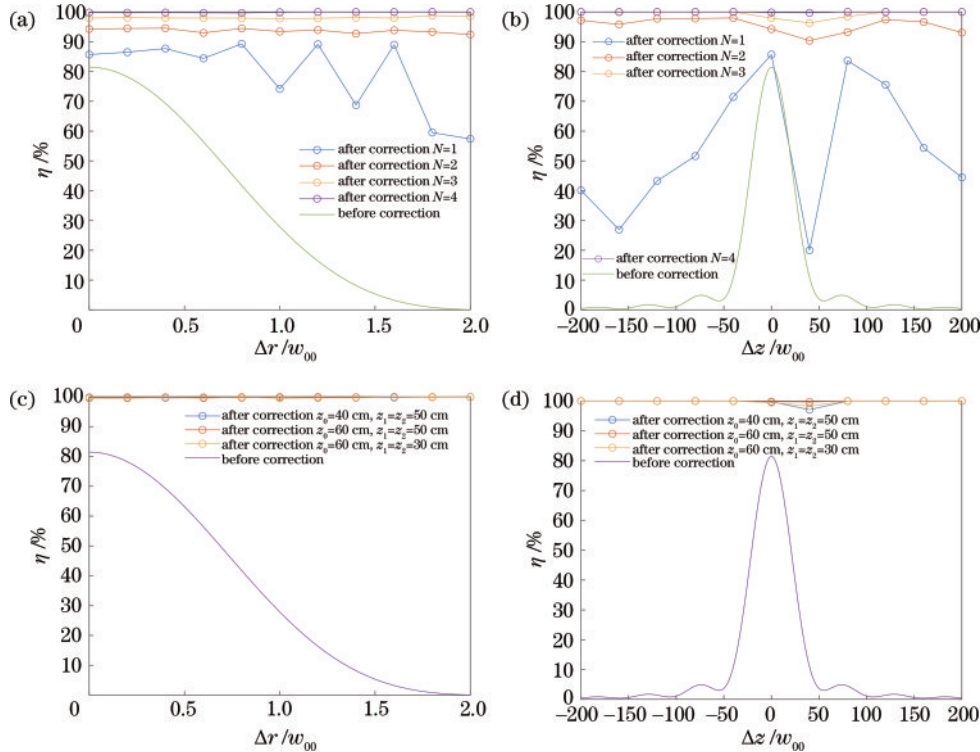 (a)
100
90
80
70
60
50
40
30
20
10
η /%
after correction N=1
after correction N=2
after correction N=3
after correction N=4
before correction
0 0.5 1.0 1.5 2.0
Δr /w₀₀
(b)
100
90
80
70
60
50
40
30
20
10
0
η /%
after correction N=1
after correction N=2
after correction N=3
after correction N=4
before correction
−200 −150 −100 −50 0 50 100 150 200
Δz /w₀₀
(c)
100
90
80
70
60
50
40
30
20
10
η /%
after correction z₀=40 cm, z₁=z₂=50 cm
after correction z₀=60 cm, z₁=z₂=50 cm
after correction z₀=60 cm, z₁=z₂=30 cm
before correction
0 0.5 1.0 1.5 2.0
Δr /w₀₀
(d)
100
90
80
70
60
50
40
30
20
10
0
η /%
after correction z₀=40 cm, z₁=z₂=50 cm
after correction z₀=60 cm, z₁=z₂=50 cm
after correction z₀=60 cm, z₁=z₂=30 cm
before correction
−200 −150 −100 −50 0 50 100 150 200
Δz /w₀₀